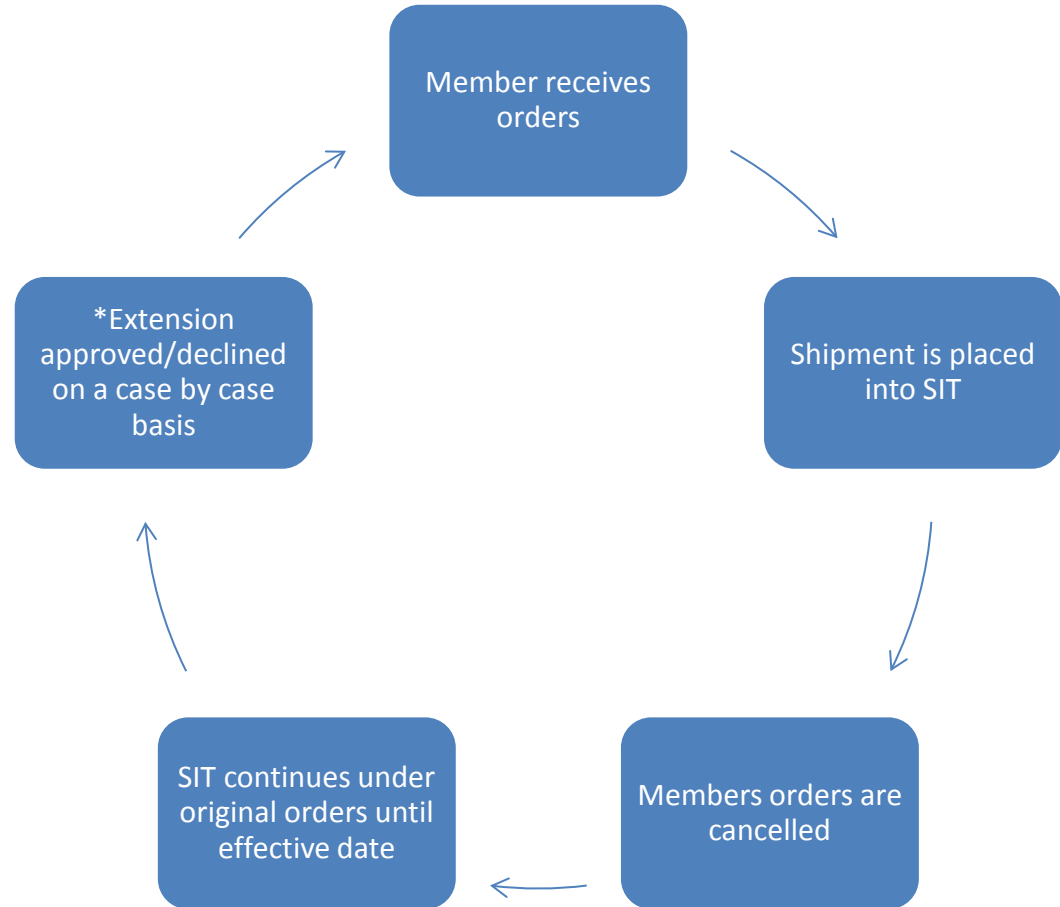 Member receives
orders
Shipment is placed
into SIT
Members orders are
cancelled
SIT continues under
original orders until
effective date
*Extension
approved/declined
on a case by case
basis